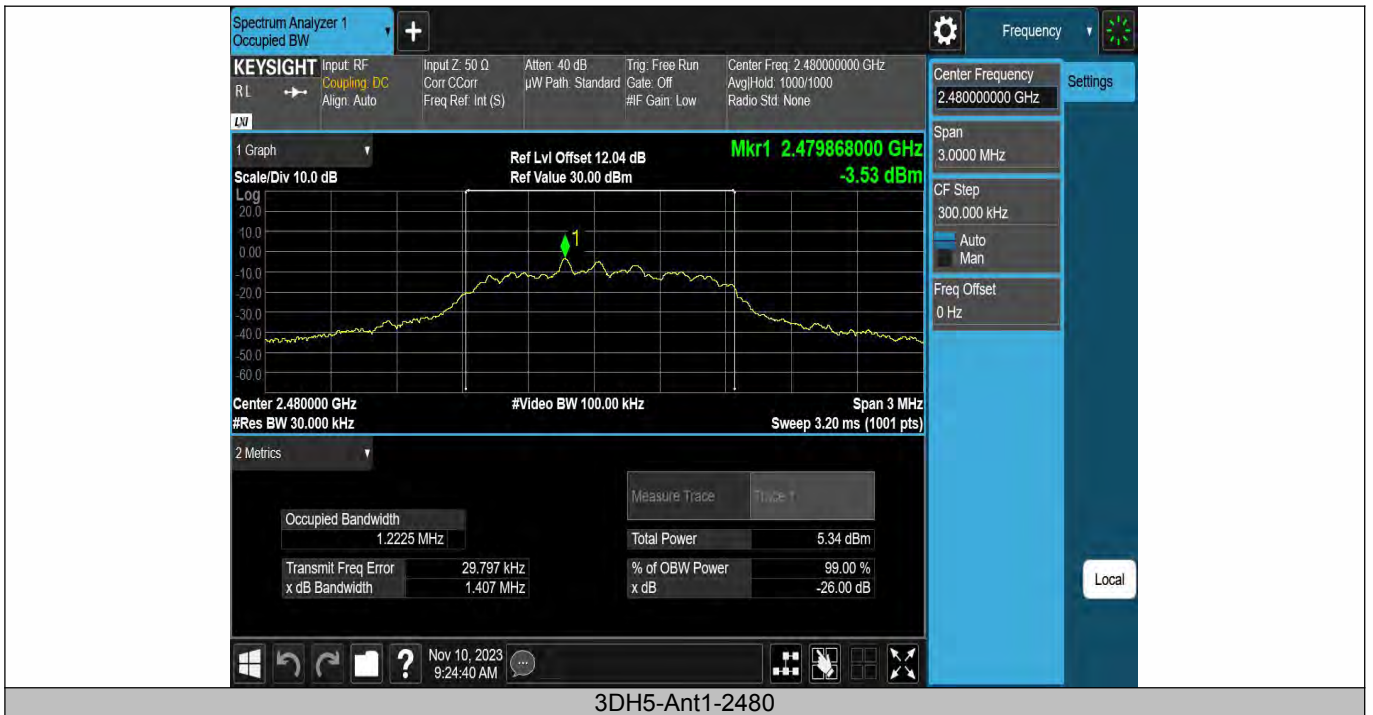 Spectrum Analyzer 1
Occupied BW
+
Frequency
KEYSIGHT
Input: RF
Coupling: DC
Align: Auto
Input Z: 50 Ω
Corr CCorr
Freq Ref: Int (S)
Atten: 40 dB
µW Path: Standard
Trig: Free Run
Gate: Off
#IF Gain: Low
Center Freq: 2.480000000 GHz
Avg|Hold: 1000/1000
Radio Std: None
RL
LXI
Center Frequency
2.480000000 GHz
Settings
Span
3.0000 MHz
CF Step
300.000 kHz
Auto
Man
Freq Offset
0 Hz
Local
1 Graph
Scale/Div 10.0 dB
Ref Lvl Offset 12.04 dB
Ref Value 30.00 dBm
Mkr1 2.479868000 GHz
-3.53 dBm
Log
20.0
10.0
0.00
-10.0
-20.0
-30.0
-40.0
-50.0
-60.0
1
Center 2.480000 GHz
#Res BW 30.000 kHz
#Video BW 100.00 kHz
Span 3 MHz
Sweep 3.20 ms (1001 pts)
2 Metrics
Measure Trace Trace 1
Occupied Bandwidth
1.2225 MHz
Total Power 5.34 dBm
Transmit Freq Error 29.797 kHz
% of OBW Power 99.00 %
x dB Bandwidth 1.407 MHz
x dB -26.00 dB
?
Nov 10, 2023
9:24:40 AM
3DH5-Ant1-2480